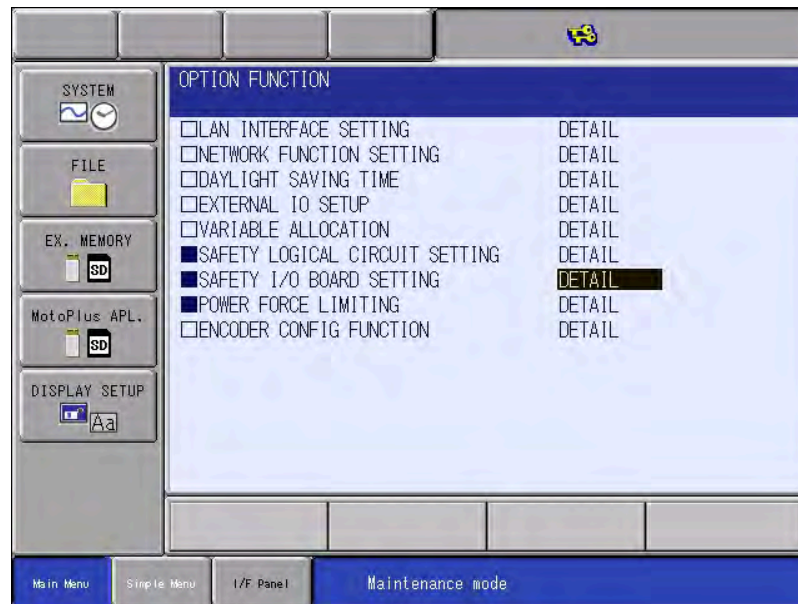 OPTION FUNCTION
SYSTEM
FILE
EX. MEMORY
SD
MotoPlus APL.
SD
DISPLAY SETUP
Aa
□LAN INTERFACE SETTING DETAIL
□NETWORK FUNCTION SETTING DETAIL
□DAYLIGHT SAVING TIME DETAIL
□EXTERNAL IO SETUP DETAIL
□VARIABLE ALLOCATION DETAIL
■SAFETY LOGICAL CIRCUIT SETTING DETAIL
■SAFETY I/O BOARD SETTING DETAIL
■POWER FORCE LIMITING DETAIL
□ENCODER CONFIG FUNCTION DETAIL
Main Menu Simple Menu I/F Panel Maintenance mode